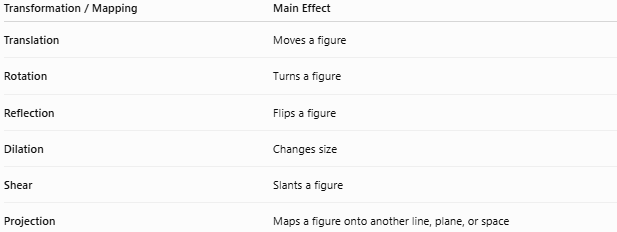 Transformation / Mapping Main Effect
Translation Moves a figure
Rotation Turns a figure
Reflection Flips a figure
Dilation Changes size
Shear Slants a figure
Projection Maps a figure onto another line, plane, or space